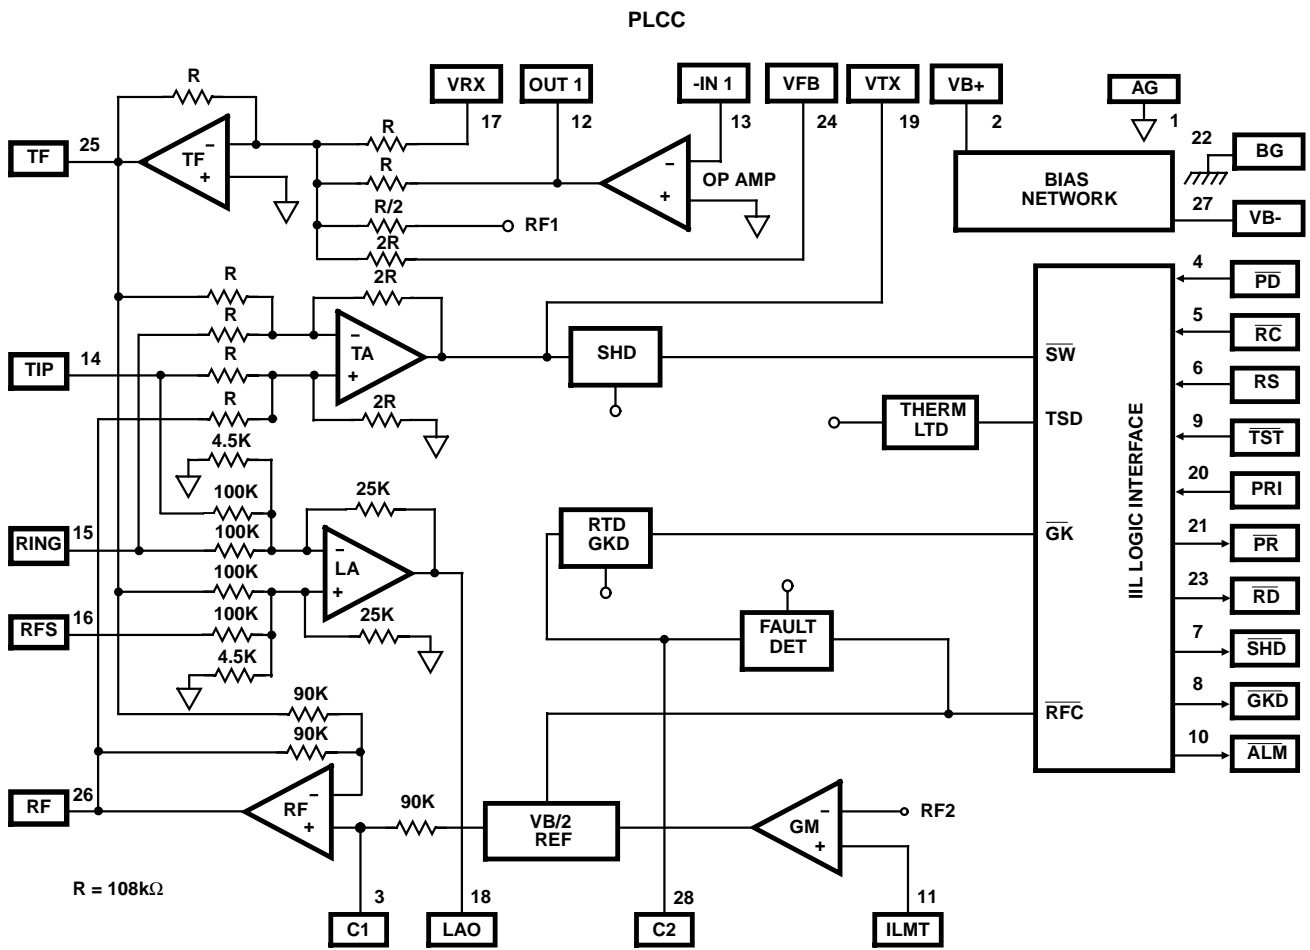 PLCC
R
VRX
OUT 1
-IN 1
VFB
VTX
VB+
AG
17
12
13
24
19
2
1
TF
25
TF
−
+
R
R
R/2
RF1
2R
−
+
OP AMP
BIAS
NETWORK
22
BG
27
VB-
R
2R
R
−
TA
+
TIP
14
R
R
2R
4.5K
SHD
THERM
LTD
SW
TSD
GK
RFC
IIL LOGIC INTERFACE
4
PD
5
RC
6
RS
9
TST
20
PRI
21
PR
23
RD
7
SHD
8
GKD
10
ALM
100K
25K
RING
15
100K
−
LA
+
100K
RFS
16
100K
25K
4.5K
RTD
GKD
FAULT
DET
90K
90K
RF
26
RF
−
+
90K
VB/2
REF
GM
−
+
RF2
R = 108kΩ
3
18
28
11
C1
LAO
C2
ILMT